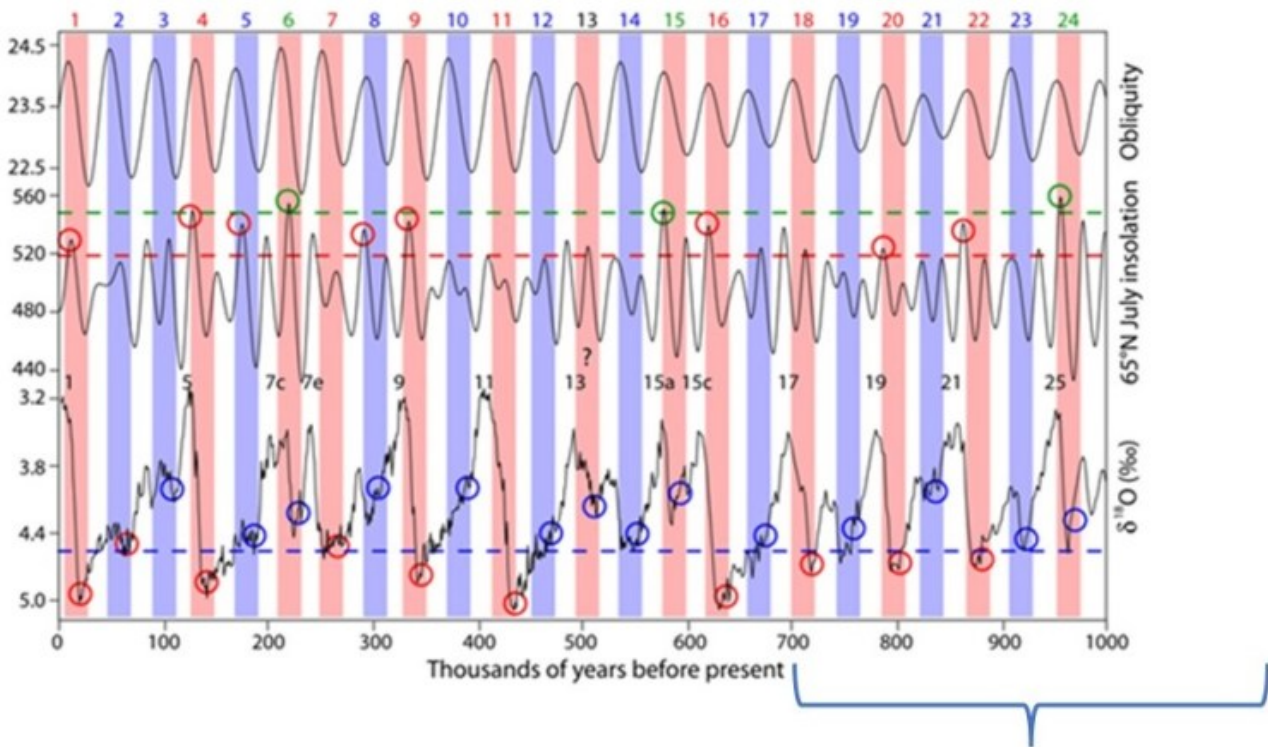 1 2 3 4 5 6 7 8 9 10 11 12 13 14 15 16 17 18 19 20 21 22 23 24
24.5
23.5
22.5
Obliquity
560
520
480
440
65°N July insolation
?
1 5 7c 7e 9 11 13 15a 15c 17 19 21 25
3.2
3.8
4.4
5.0
δ¹⁸O (‰)
0 100 200 300 400 500 600 700 800 900 1000
Thousands of years before present